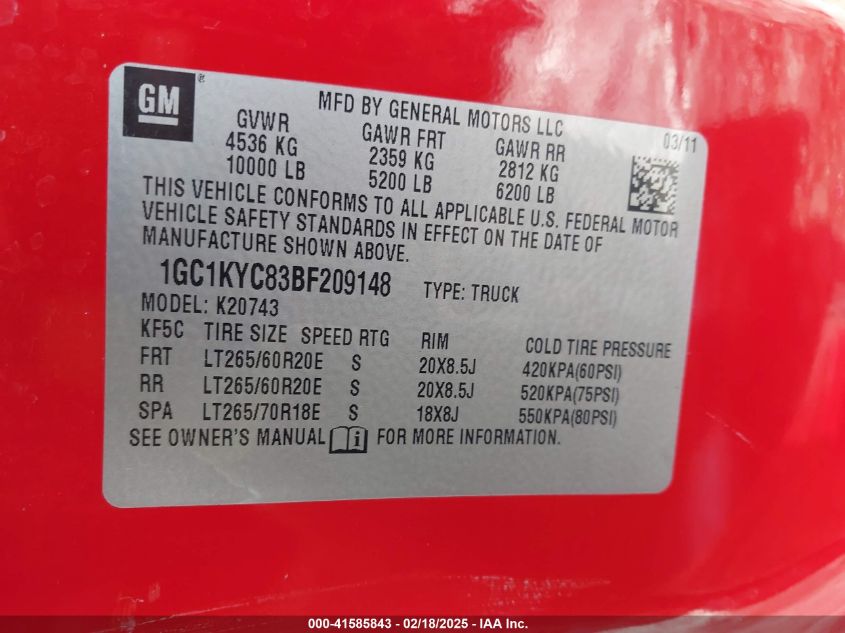 GM®
MFD BY GENERAL MOTORS LLC
GVWR GAWR FRT GAWR RR 03/11
4536 KG 2359 KG 2812 KG
10000 LB 5200 LB 6200 LB
THIS VEHICLE CONFORMS TO ALL APPLICABLE U.S. FEDERAL MOTOR
VEHICLE SAFETY STANDARDS IN EFFECT ON THE DATE OF
MANUFACTURE SHOWN ABOVE.
1GC1KYC83BF209148 TYPE: TRUCK
MODEL: K20743
KF5C TIRE SIZE SPEED RTG RIM COLD TIRE PRESSURE
FRT LT265/60R20E S 20X8.5J 420KPA(60PSI)
RR LT265/60R20E S 20X8.5J 520KPA(75PSI)
SPA LT265/70R18E S 18X8J 550KPA(80PSI)
SEE OWNER'S MANUAL i FOR MORE INFORMATION.
000-41585843 - 02/18/2025 - IAA, Inc.